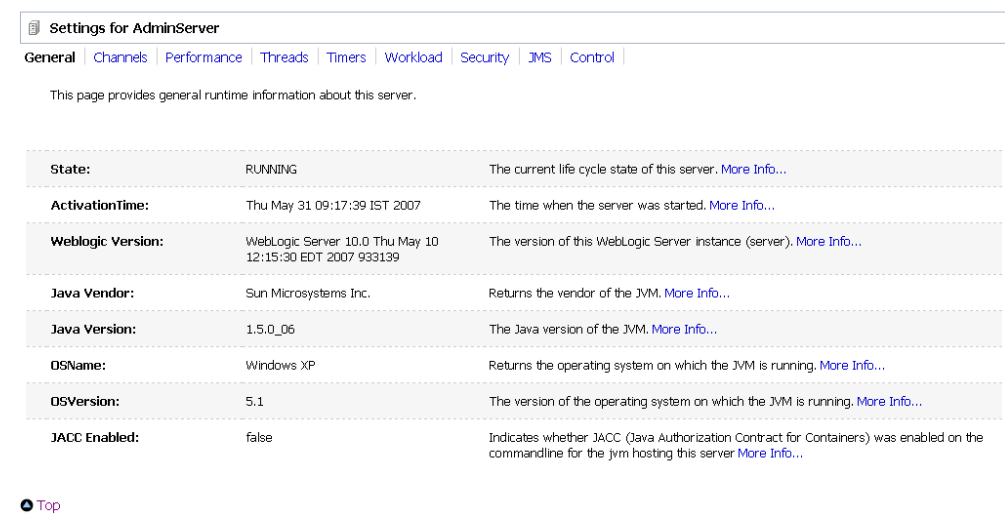 Settings for AdminServer
General Channels Performance Threads Timers Workload Security JMS Control
This page provides general runtime information about this server.
State: RUNNING The current life cycle state of this server. More Info...
ActivationTime: Thu May 31 09:17:39 IST 2007 The time when the server was started. More Info...
Weblogic Version: WebLogic Server 10.0 Thu May 10 The version of this WebLogic Server instance (server). More Info...
12:15:30 EDT 2007 933139
Java Vendor: Sun Microsystems Inc. Returns the vendor of the JVM. More Info...
Java Version: 1.5.0_06 The Java version of the JVM. More Info...
OSName: Windows XP Returns the operating system on which the JVM is running. More Info...
OSVersion: 5.1 The version of the operating system on which the JVM is running. More Info...
JACC Enabled: false Indicates whether JACC (Java Authorization Contract for Containers) was enabled on the
commandline for the jvm hosting this server More Info...
Top